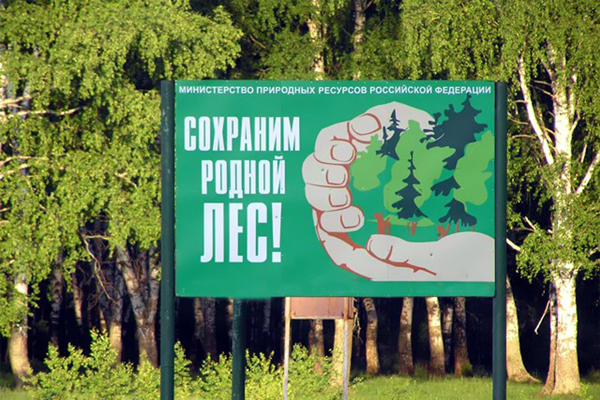 МИНИСТЕРСТВО ПРИРОДНЫХ РЕСУРСОВ РОССИЙСКОЙ ФЕДЕРАЦИИ
СОХРАНИМ
РОДНОЙ
ЛЕС!